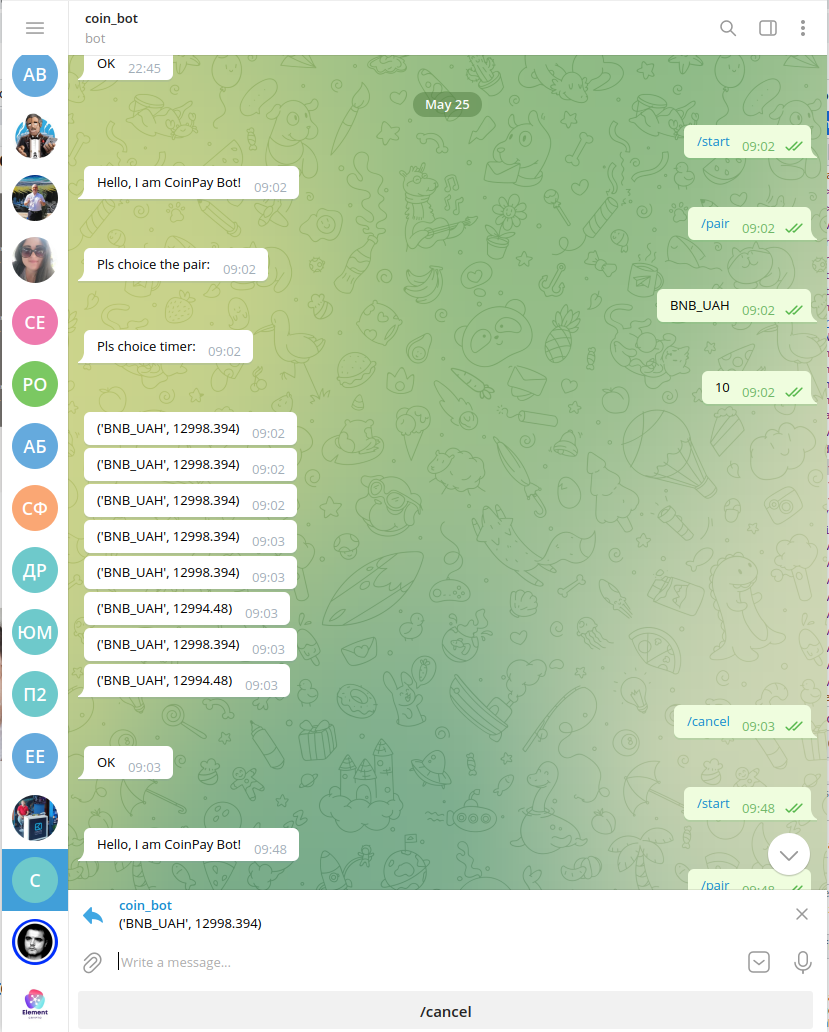 coin_bot
bot
OK 22:45
May 25
/start 09:02
Hello, I am CoinPay Bot! 09:02
/pair 09:02
Pls choice the pair: 09:02
BNB_UAH 09:02
Pls choice timer: 09:02
10 09:02
('BNB_UAH', 12998.394) 09:02
('BNB_UAH', 12998.394) 09:02
('BNB_UAH', 12998.394) 09:02
('BNB_UAH', 12998.394) 09:03
('BNB_UAH', 12998.394) 09:03
('BNB_UAH', 12994.48) 09:03
('BNB_UAH', 12998.394) 09:03
('BNB_UAH', 12994.48) 09:03
/cancel 09:03
OK 09:03
/start 09:48
Hello, I am CoinPay Bot! 09:48
/pair 09:48
АВ
СЕ
РО
АБ
СФ
ДР
ЮМ
П2
ЕЕ
C
Element
coin_bot
('BNB_UAH', 12998.394)
Write a message...
/cancel